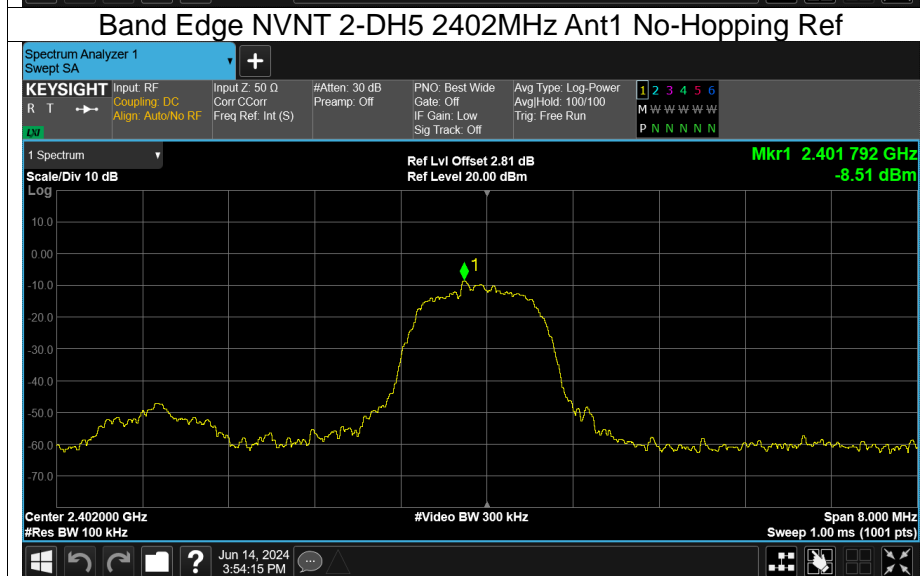 Band Edge NVNT 2-DH5 2402MHz Ant1 No-Hopping Ref
Spectrum Analyzer 1
Swept SA
+
KEYSIGHT Input: RF Input Z: 50 Ω #Atten: 30 dB PNO: Best Wide Avg Type: Log-Power 1 2 3 4 5 6
R T Coupling: DC Corr CCorr Preamp: Off Gate: Off Avg|Hold: 100/100 M W W W W W
Align: Auto/No RF Freq Ref: Int (S) IF Gain: Low Trig: Free Run
LXI Sig Track: Off P N N N N N
1 Spectrum Ref Lvl Offset 2.81 dB Mkr1 2.401 792 GHz
Scale/Div 10 dB Ref Level 20.00 dBm -8.51 dBm
Log
10.0
0.00
1
-10.0
-20.0
-30.0
-40.0
-50.0
-60.0
-70.0
Center 2.402000 GHz #Video BW 300 kHz Span 8.000 MHz
#Res BW 100 kHz Sweep 1.00 ms (1001 pts)
? Jun 14, 2024
3:54:15 PM